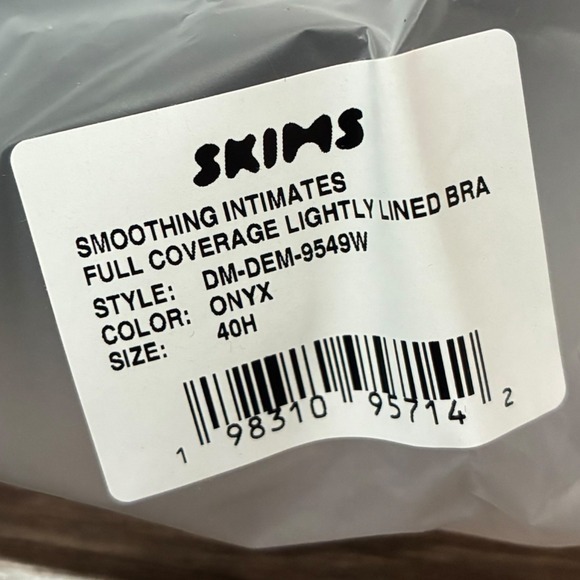 SKIMS
SMOOTHING INTIMATES
FULL COVERAGE LIGHTLY LINED BRA
STYLE: DM-DEM-9549W
COLOR: ONYX
SIZE: 40H
1 98310 95714 2